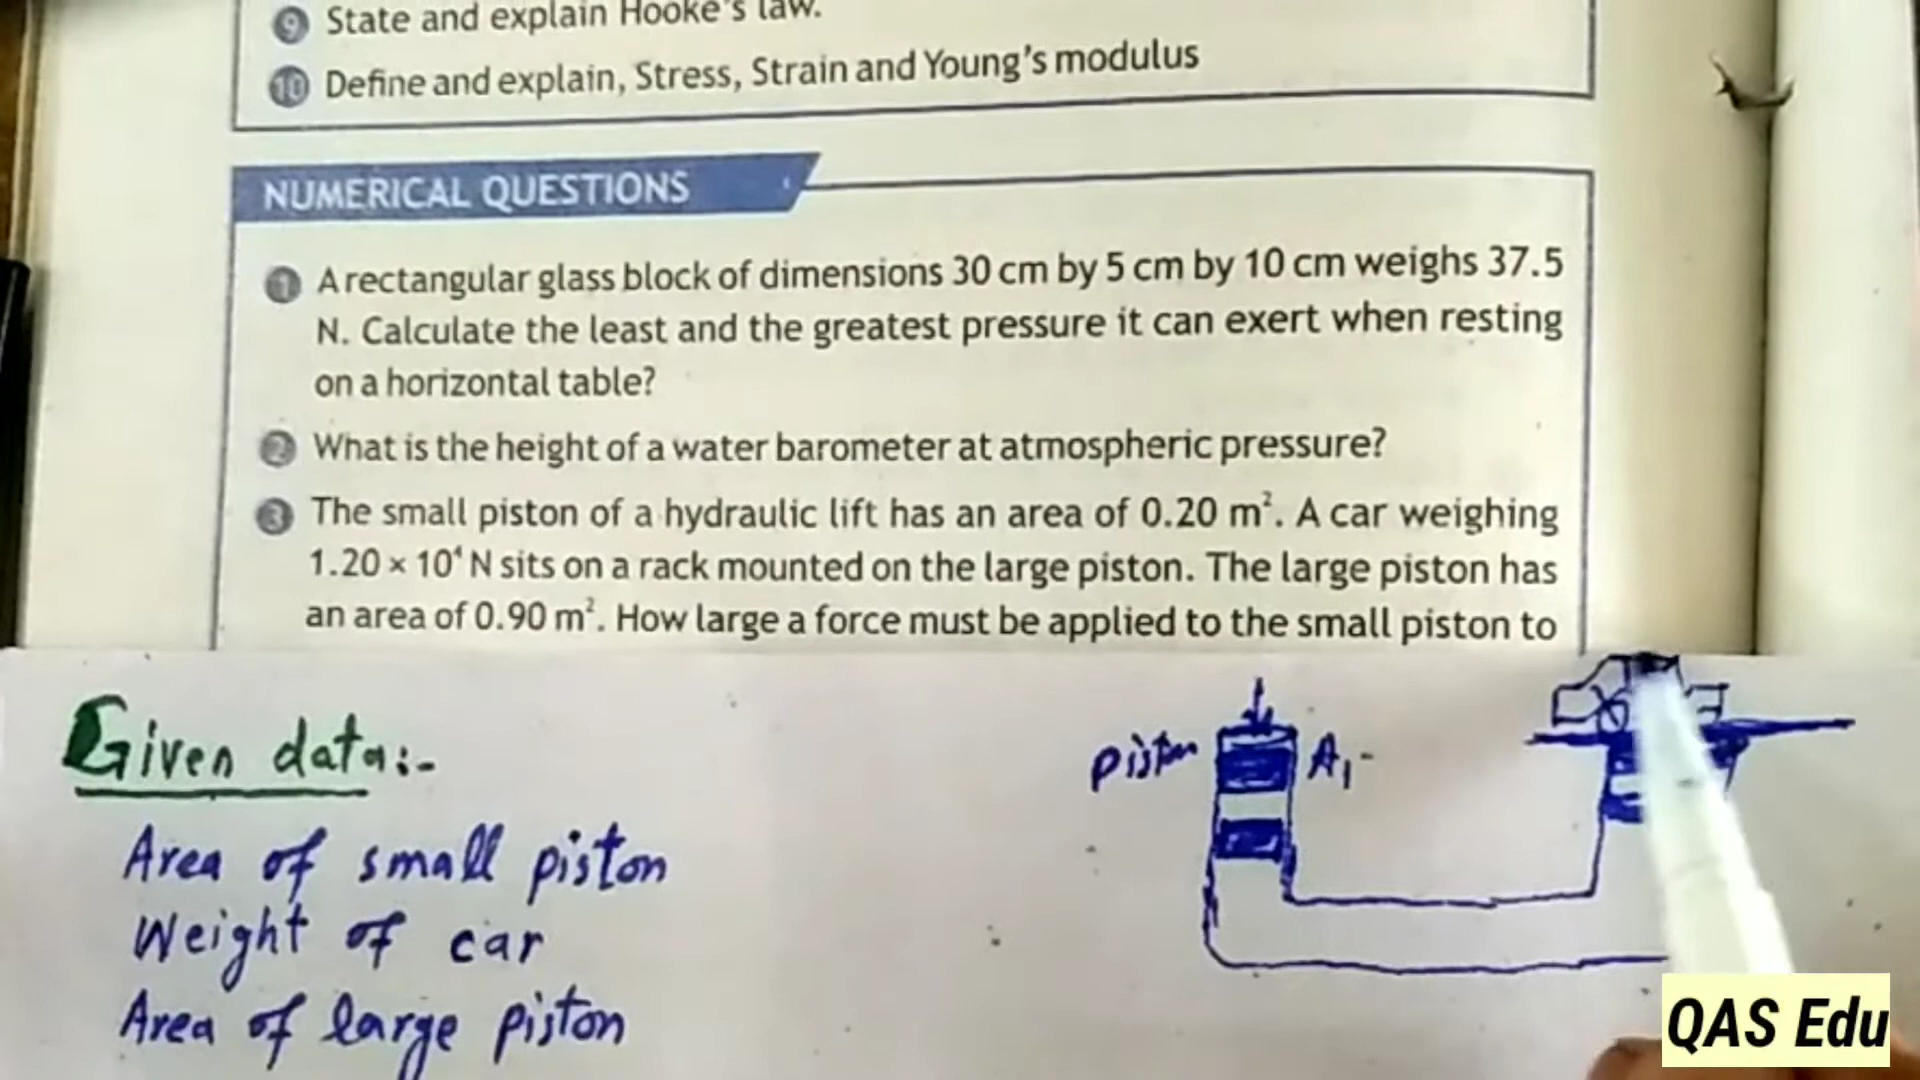 9 State and explain Hooke's law.
10 Define and explain, Stress, Strain and Young's modulus
NUMERICAL QUESTIONS
1 A rectangular glass block of dimensions 30 cm by 5 cm by 10 cm weighs 37.5
N. Calculate the least and the greatest pressure it can exert when resting
on a horizontal table?
2 What is the height of a water barometer at atmospheric pressure?
3 The small piston of a hydraulic lift has an area of 0.20 m². A car weighing
1.20 × 10⁴ N sits on a rack mounted on the large piston. The large piston has
an area of 0.90 m². How large a force must be applied to the small piston to
Given data:-
piston A₁-
Area of small piston
Weight of car
Area of large piston
QAS Edu